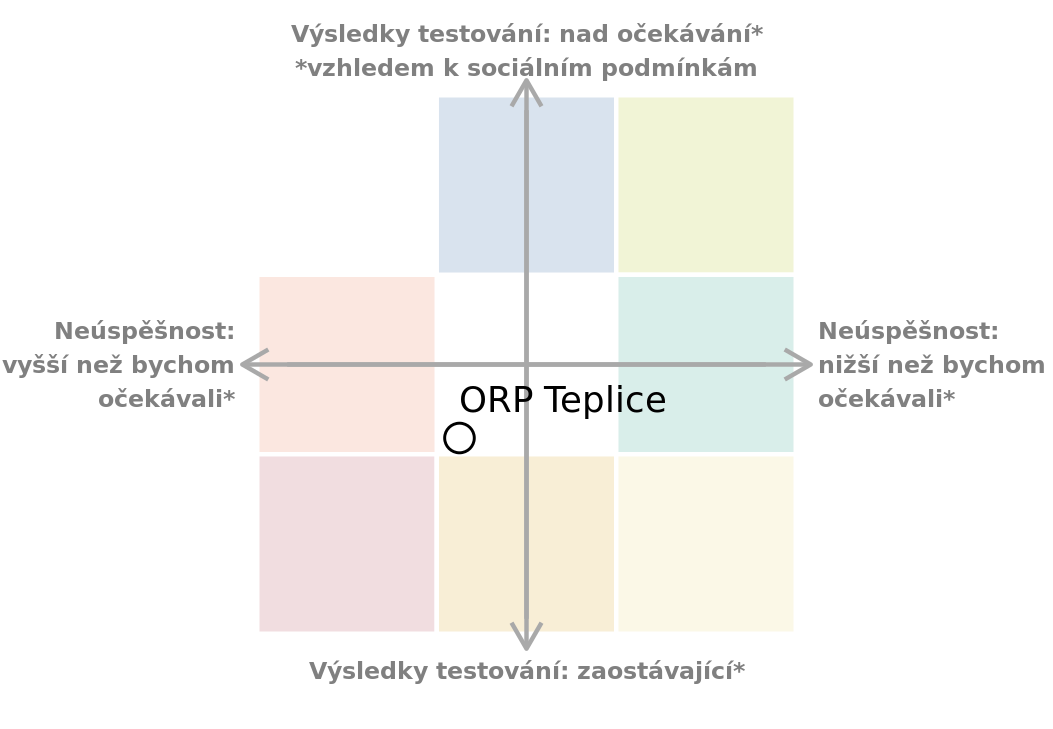 Výsledky testování: nad očekávání*
*vzhledem k sociálním podmínkám
Neúspěšnost:
vyšší než bychom
očekávali*
Neúspěšnost:
nižší než bychom
očekávali*
ORP Teplice
Výsledky testování: zaostávající*